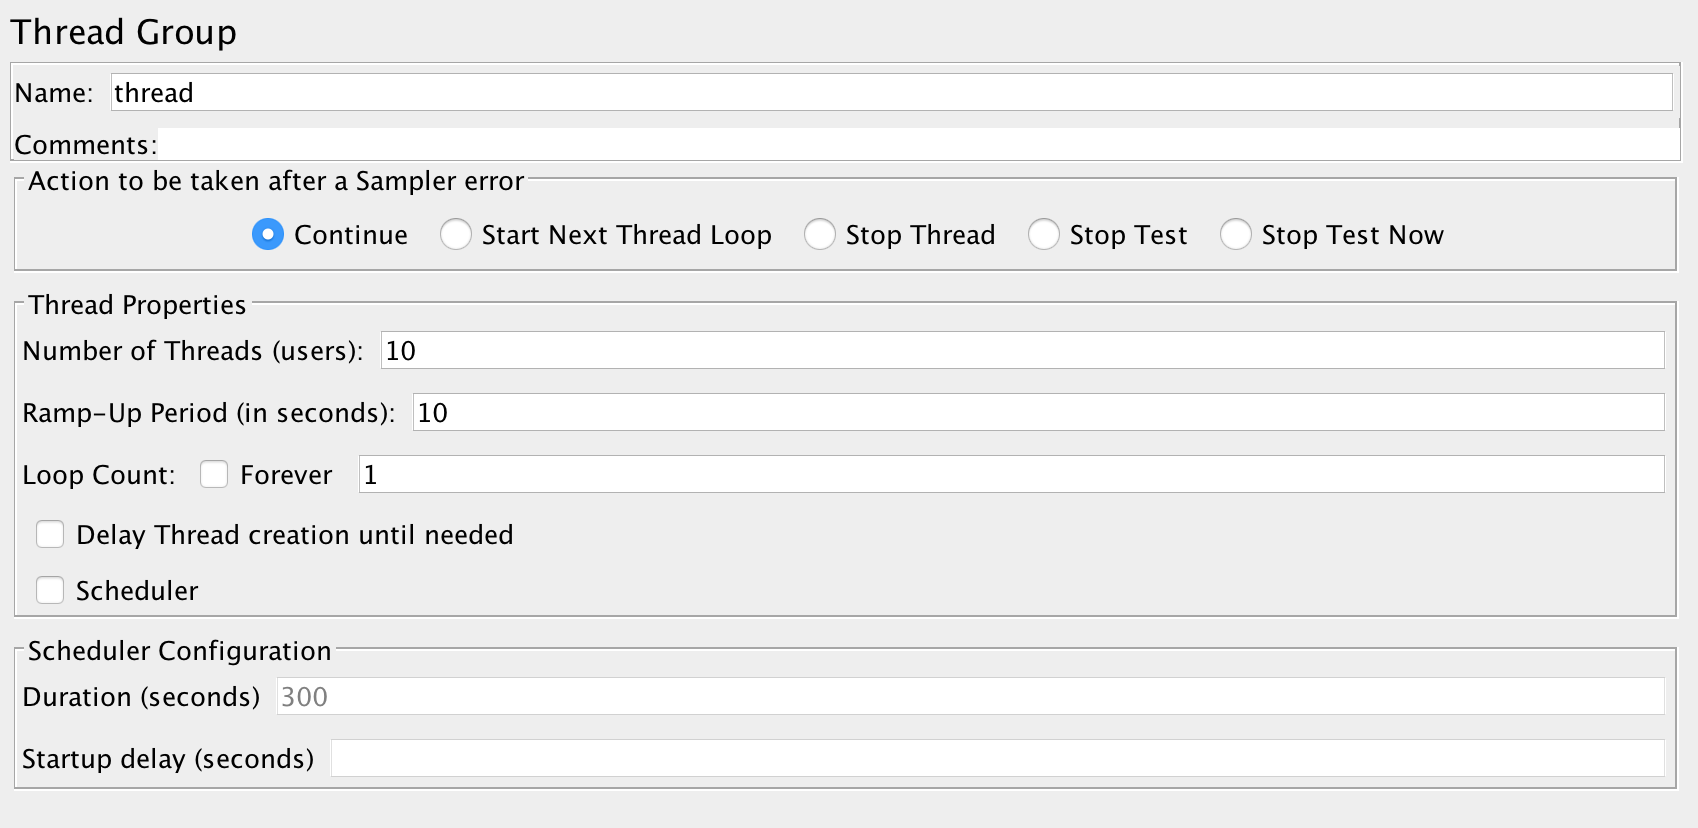 Thread Group
Name: thread
Comments:
Action to be taken after a Sampler error
Continue Start Next Thread Loop Stop Thread Stop Test Stop Test Now
Thread Properties
Number of Threads (users): 10
Ramp-Up Period (in seconds): 10
Loop Count: Forever 1
Delay Thread creation until needed
Scheduler
Scheduler Configuration
Duration (seconds) 300
Startup delay (seconds)